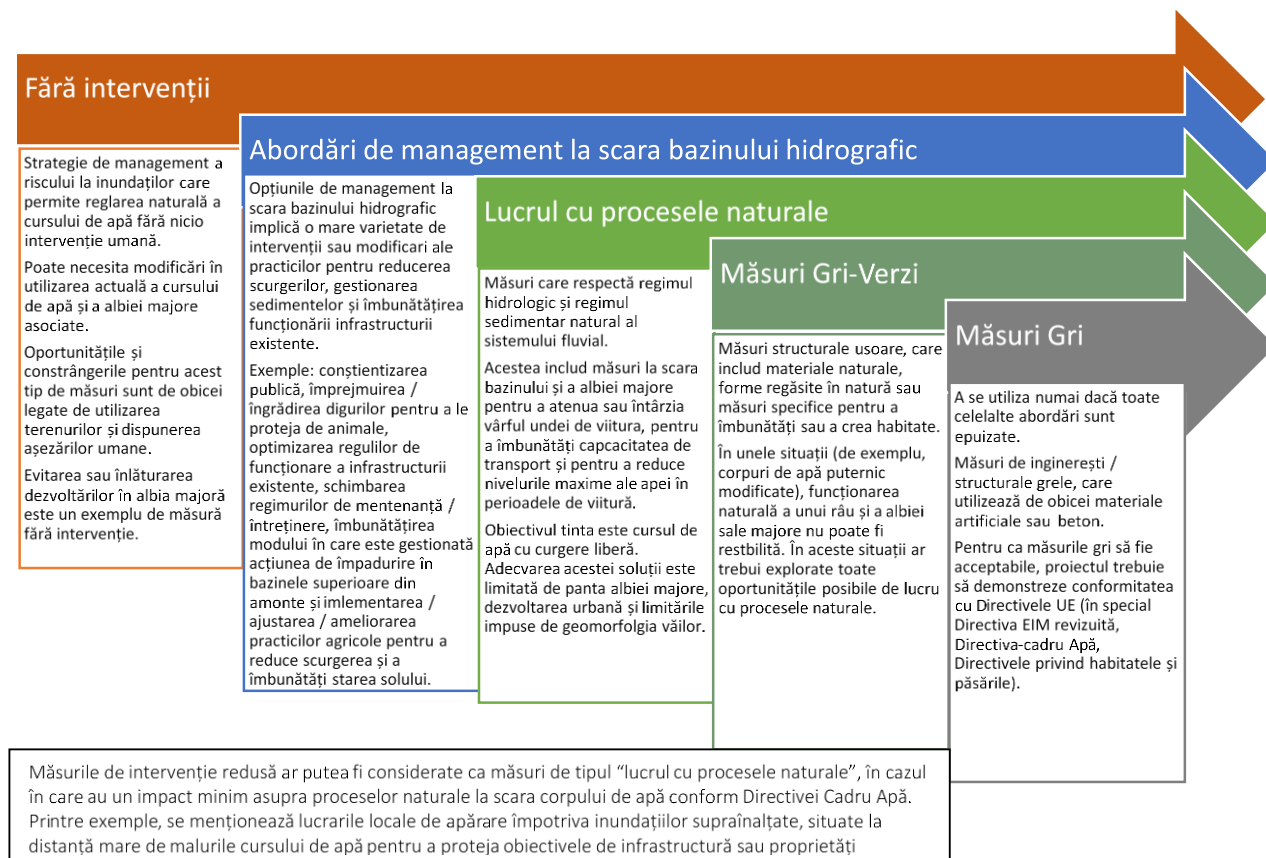 Fără intervenții
Strategie de management a
riscului la inundaților care
permite reglarea naturală a
cursului de apă fără nicio
intervenție umană.
Poate necesita modificări în
utilizarea actuală a cursului
de apă și a albiei majore
asociate.
Oportunitățile și
constrângerile pentru acest
tip de măsuri sunt de obicei
legate de utilizarea
terenurilor și dispunerea
așezărilor umane.
Evitarea sau înlăturarea
dezvoltărilor în albia majoră
este un exemplu de măsură
fără intervenție.
Abordări de management la scara bazinului hidrografic
Opțiunile de management la
scara bazinului hidrografic
implică o mare varietate de
intervenții sau modificari ale
practicilor pentru reducerea
scurgerilor, gestionarea
sedimentelor și îmbunătățirea
funcționării infrastructurii
existente.
Exemple: conștientizarea
publică, împrejmuirea /
îngrădirea digurilor pentru a le
proteja de animale,
optimizarea regulilor de
funcționare a infrastructurii
existente, schimbarea
regimurilor de mentenanță /
întreținere, îmbunătățirea
modului în care este gestionată
acțiunea de împadurire în
bazinele superioare din
amonte și imlementarea /
ajustarea / ameliorarea
practicilor agricole pentru a
reduce scurgerea și a
îmbunătăți starea solului.
Lucrul cu procesele naturale
Măsuri care respectă regimul
hidrologic și regimul
sedimentar natural al
sistemului fluvial.
Acestea includ măsuri la scara
bazinului și a albiei majore
pentru a atenua sau întârzia
vârful undei de viitura, pentru
a îmbunătăți capcacitatea de
transport și pentru a reduce
nivelurile maxime ale apei în
perioadele de viitură.
Obiectivul tinta este cursul de
apă cu curgere liberă.
Adecvarea acestei soluții este
limitată de panta albiei majore,
dezvoltarea urbană și limitările
impuse de geomorfolgia văilor.
Măsuri Gri-Verzi
Măsuri structurale usoare, care
includ materiale naturale,
forme regăsite în natură sau
măsuri specifice pentru a
îmbunătăți sau a crea habitate.
În unele situații (de exemplu,
corpuri de apă puternic
modificate), funcționarea
naturală a unui râu și a albiei
sale majore nu poate fi
restbilită. În aceste situații ar
trebui explorate toate
oportunitățile posibile de lucru
cu procesele naturale.
Măsuri Gri
A se utiliza numai dacă toate
celelalte abordări sunt
epuizate.
Măsuri de inginerești /
structurale grele, care
utilizează de obicei materiale
artificiale sau beton.
Pentru ca măsurile gri să fie
acceptabile, proiectul trebuie
să demonstreze conformitatea
cu Directivele UE (în special
Directiva EIM revizuită,
Directiva-cadru Apă,
Directivele privind habitatele și
păsările).
Măsurile de intervenție redusă ar putea fi considerate ca măsuri de tipul “lucrul cu procesele naturale”, în cazul
în care au un impact minim asupra proceselor naturale la scara corpului de apă conform Directivei Cadru Apă.
Printre exemple, se menționează lucrarile locale de apărare împotriva inundațiilor supraînalțate, situate la
distanță mare de malurile cursului de apă pentru a proteja obiectivele de infrastructură sau proprietăți